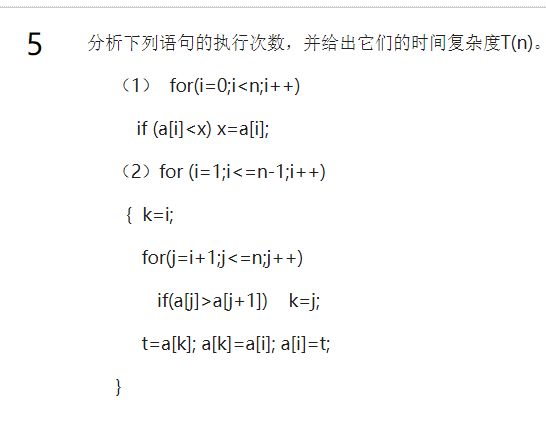 5 分析下列语句的执行次数，并给出它们的时间复杂度T(n)。
（1） for(i=0;i<n;i++)
if (a[i]<x) x=a[i];
（2）for (i=1;i<=n-1;i++)
{ k=i;
for(j=i+1;j<=n;j++)
if(a[j]>a[j+1]) k=j;
t=a[k]; a[k]=a[i]; a[i]=t;
}